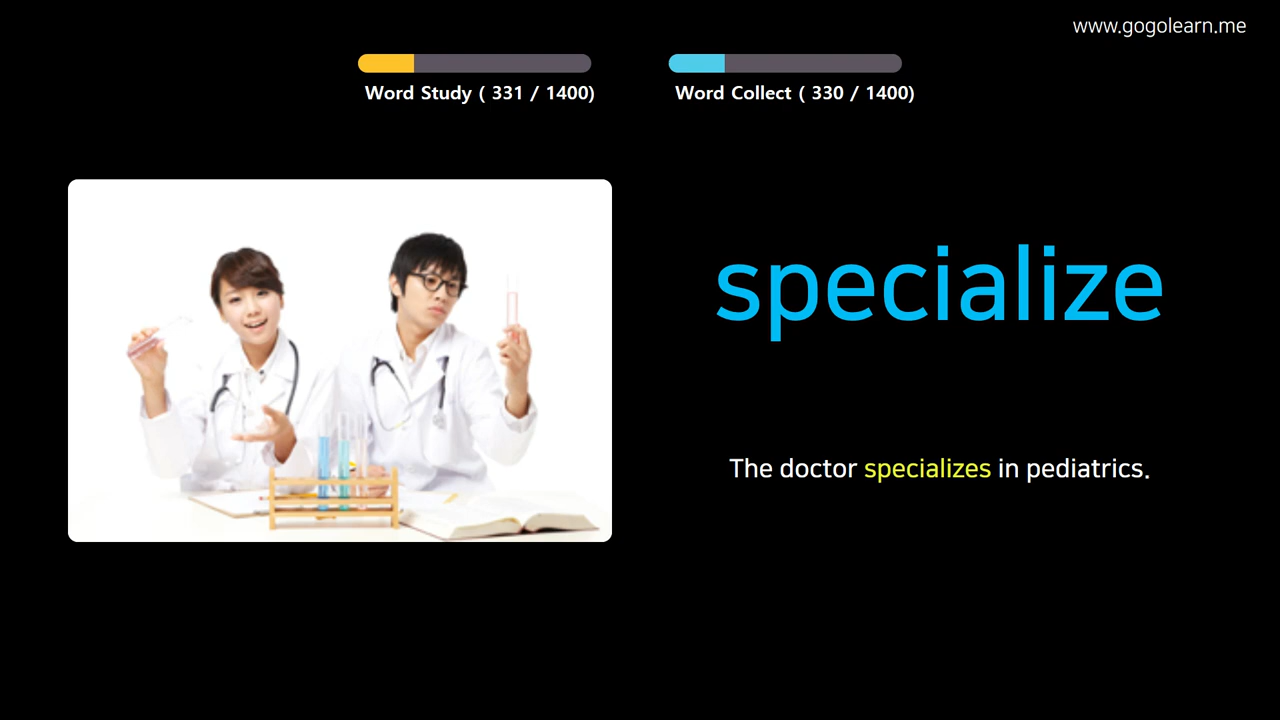 www.gogolearn.me
Word Study ( 331 / 1400)
Word Collect ( 330 / 1400)
specialize
The doctor specializes in pediatrics.